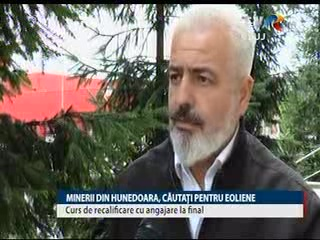 MINERII DIN HUNEDOARA, CĂUTAȚI PENTRU EOLIENE
Curs de recalificare cu angajare la final